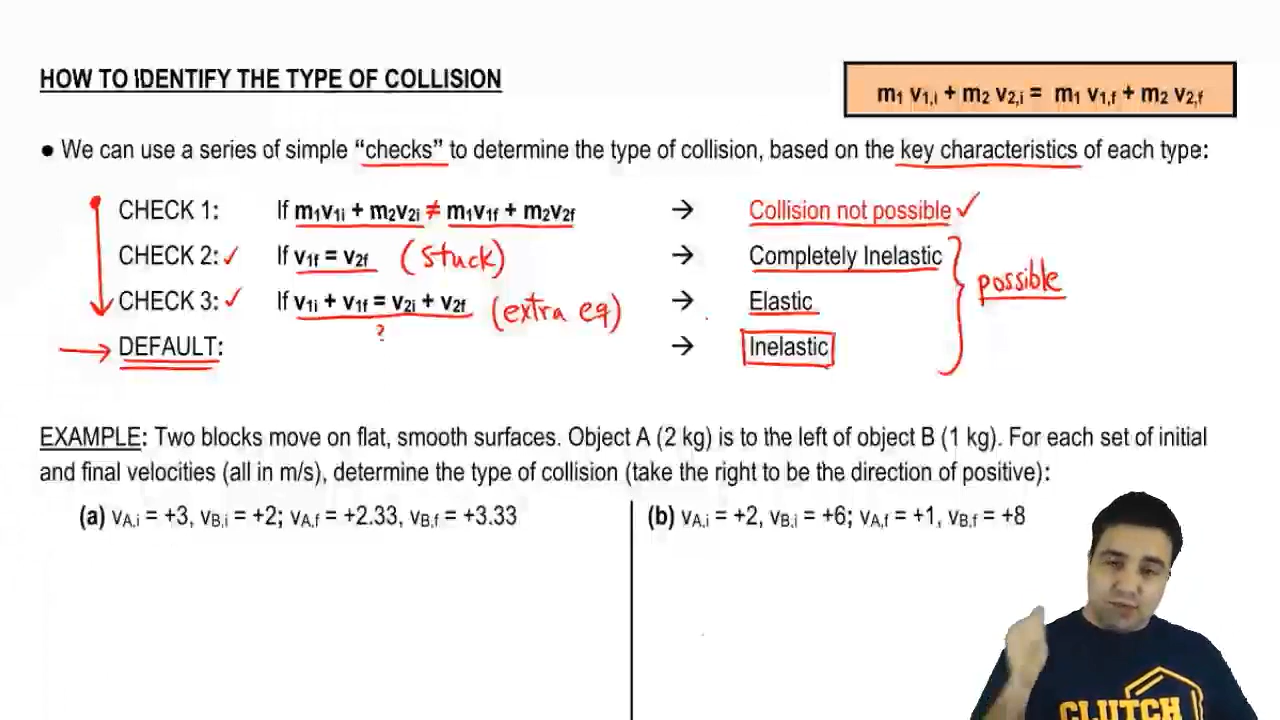 HOW TO IDENTIFY THE TYPE OF COLLISION
m₁ v₁,ᵢ + m₂ v₂,ᵢ = m₁ v₁,f + m₂ v₂,f
● We can use a series of simple “checks” to determine the type of collision, based on the key characteristics of each type:
CHECK 1: If m₁v₁ᵢ + m₂v₂ᵢ ≠ m₁v₁f + m₂v₂f → Collision not possible ✓
CHECK 2: ✓ If v₁f = v₂f (stuck) → Completely Inelastic
possible
CHECK 3: ✓ If v₁ᵢ + v₁f = v₂ᵢ + v₂f (extra eq) → Elastic
?
→ DEFAULT: → Inelastic
EXAMPLE: Two blocks move on flat, smooth surfaces. Object A (2 kg) is to the left of object B (1 kg). For each set of initial
and final velocities (all in m/s), determine the type of collision (take the right to be the direction of positive):
(a) vA,i = +3, vB,i = +2; vA,f = +2.33, vB,f = +3.33
(b) vA,i = +2, vB,i = +6; vA,f = +1, vB,f = +8
CLUTCH